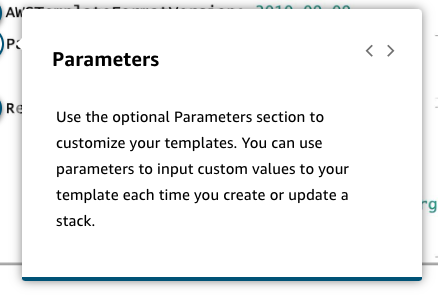 Parameters
Use the optional Parameters section to
customize your templates. You can use
parameters to input custom values to your
template each time you create or update a
stack.